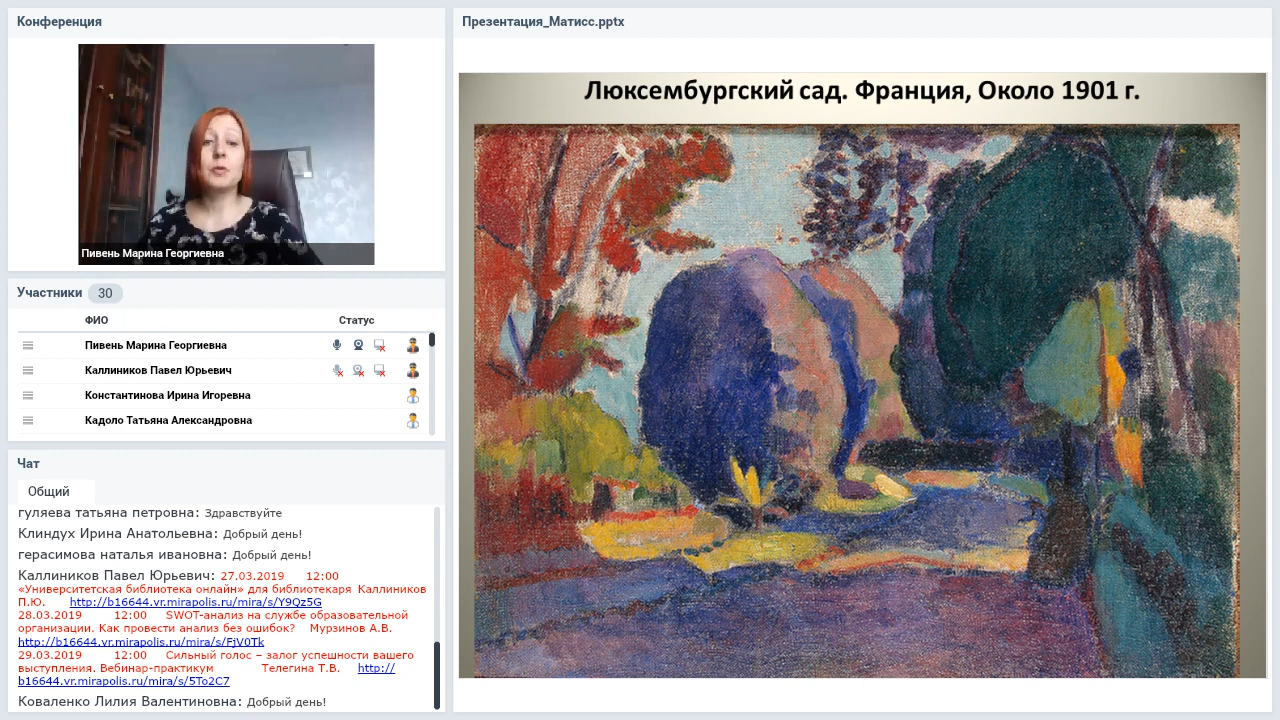 Конференция
Пивень Марина Георгиевна
Участники 30
ФИО Статус
Пивень Марина Георгиевна
Каллиников Павел Юрьевич
Константинова Ирина Игоревна
Кадоло Татьяна Александровна
Чат
Общий
гуляева татьяна петровна: Здравствуйте
Клиндух Ирина Анатольевна: Добрый день!
герасимова наталья ивановна: Добрый день!
Каллиников Павел Юрьевич: 27.03.2019 12:00
«Университетская библиотека онлайн» для библиотекаря Каллиников
П.Ю. http://b16644.vr.mirapolis.ru/mira/s/Y9Qz5G
28.03.2019 12:00 SWOT-анализ на службе образовательной
организации. Как провести анализ без ошибок? Мурзинов А.В.
http://b16644.vr.mirapolis.ru/mira/s/FjV0Tk
29.03.2019 12:00 Сильный голос – залог успешности вашего
выступления. Вебинар-практикум Телегина Т.В. http://
b16644.vr.mirapolis.ru/mira/s/5To2C7
Коваленко Лилия Валентиновна: Добрый день!
Презентация_Матисс.pptx
Люксембургский сад. Франция, Около 1901 г.